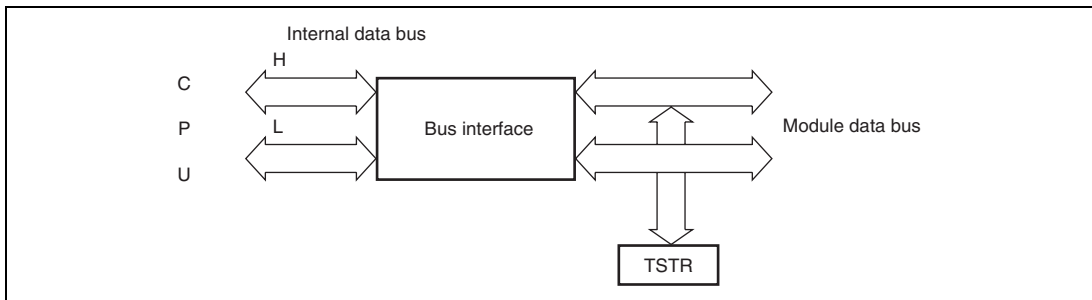 Internal data bus
H
C
P
U
L
Bus interface
Module data bus
TSTR